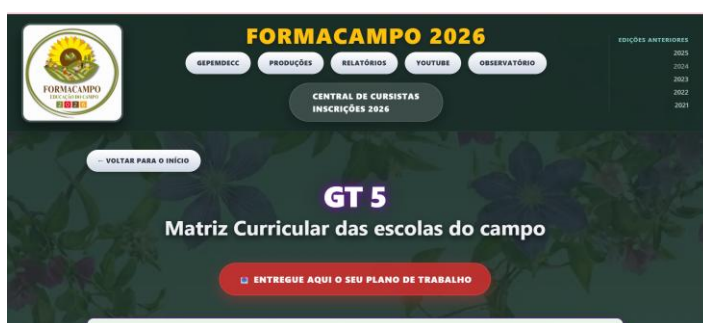 FORMACAMPO 2026
GEPEMDECC
PRODUÇÕES
RELATÓRIOS
YOUTUBE
OBSERVATÓRIO
CENTRAL DE CURSISTAS
INSCRIÇÕES 2026
EDIÇÕES ANTERIORES
2025
2024
2023
2022
2021
FORMACAMPO
EDUCAÇÃO DO CAMPO
2026
← VOLTAR PARA O INÍCIO
GT 5
Matriz Curricular das escolas do campo
ENTREGUE AQUI O SEU PLANO DE TRABALHO